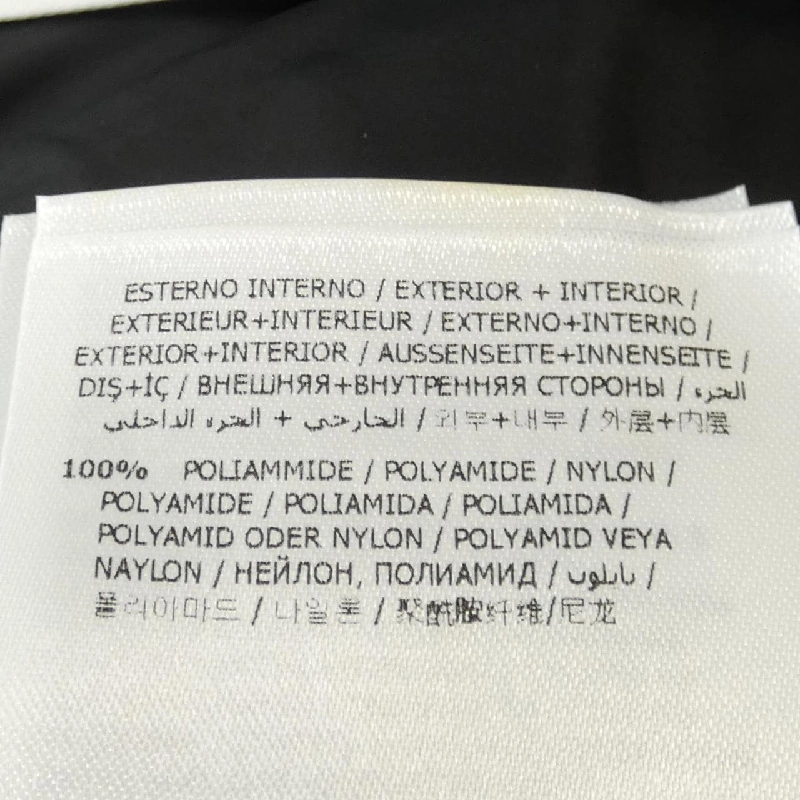 ESTERNO INTERNO / EXTERIOR + INTERIOR /
EXTERIEUR+INTERIEUR / EXTERNO+INTERNO /
EXTERIOR+INTERIOR / AUSSENSEITE+INNENSEITE /
DIŞ+İÇ / ВНЕШНЯЯ+ВНУТРЕННЯЯ СТОРОНЫ / الجزء
الخارجي + الجزء الداخلي / 외부+내부 / 外层+内层
100% POLIAMMIDE / POLYAMIDE / NYLON /
POLYAMIDE / POLIAMIDA / POLIAMIDA /
POLYAMID ODER NYLON / POLYAMID VEYA
NAYLON / НЕЙЛОН, ПОЛИАМИД / نايلون /
폴리아마드 / 나일론 / 聚酰胺纤维/尼龙